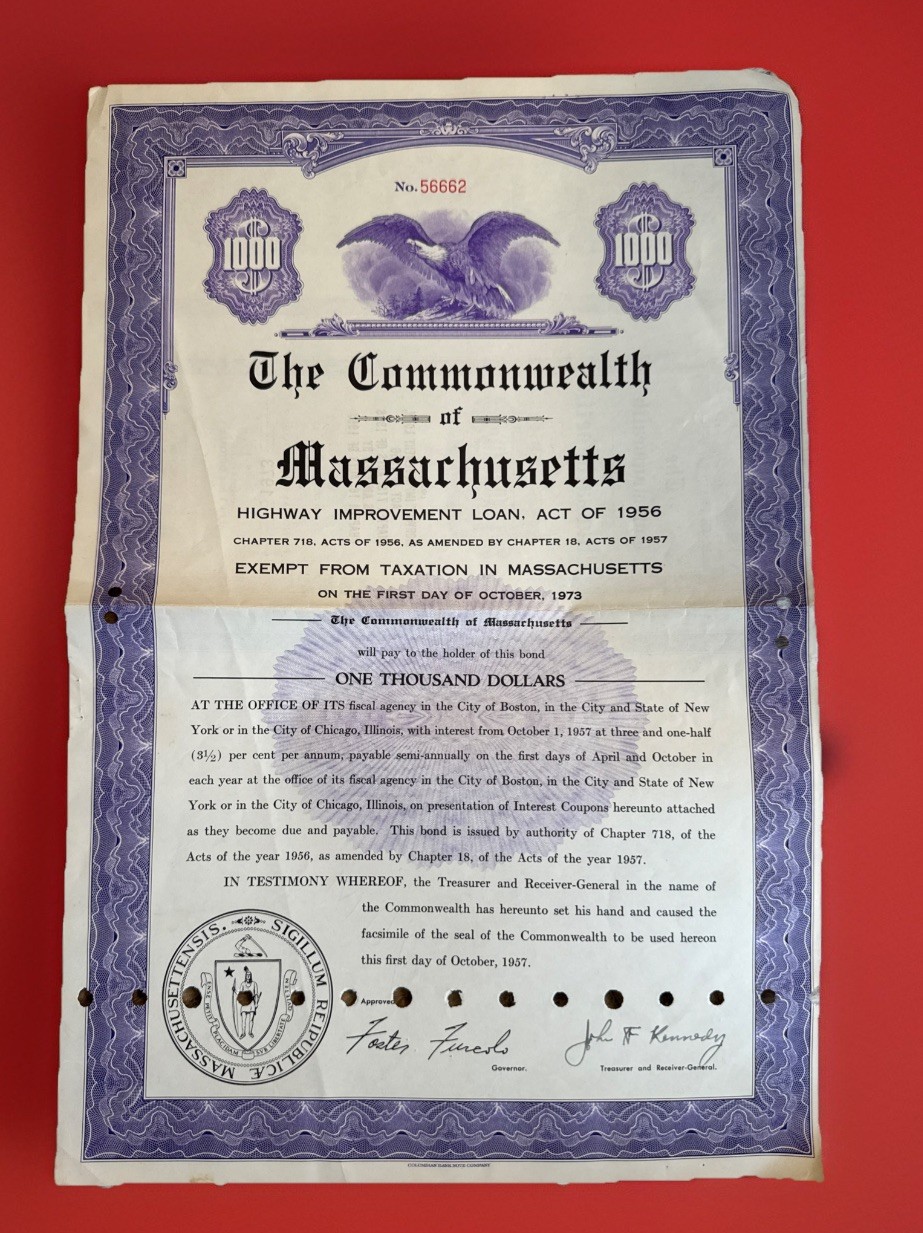 No. 56662
1000
1000
The Commonwealth
of
Massachusetts
HIGHWAY IMPROVEMENT LOAN, ACT OF 1956
CHAPTER 718, ACTS OF 1956, AS AMENDED BY CHAPTER 18, ACTS OF 1957
EXEMPT FROM TAXATION IN MASSACHUSETTS
ON THE FIRST DAY OF OCTOBER, 1973
The Commonwealth of Massachusetts
will pay to the holder of this bond
ONE THOUSAND DOLLARS
AT THE OFFICE OF ITS fiscal agency in the City of Boston, in the City and State of New
York or in the City of Chicago, Illinois, with interest from October 1, 1957 at three and one-half
(3½) per cent per annum, payable semi-annually on the first days of April and October in
each year at the office of its fiscal agency in the City of Boston, in the City and State of New
York or in the City of Chicago, Illinois, on presentation of Interest Coupons hereunto attached
as they become due and payable. This bond is issued by authority of Chapter 718, of the
Acts of the year 1956, as amended by Chapter 18, of the Acts of the year 1957.
IN TESTIMONY WHEREOF, the Treasurer and Receiver-General in the name of
the Commonwealth has hereunto set his hand and caused the
facsimile of the seal of the Commonwealth to be used hereon
this first day of October, 1957.
SIGILLUM REIPUBLICÆ MASSACHUSETTENSIS.
Approved
Foster Furcolo
John F Kennedy
Governor.
Treasurer and Receiver-General.
COLUMBIAN BANK NOTE COMPANY